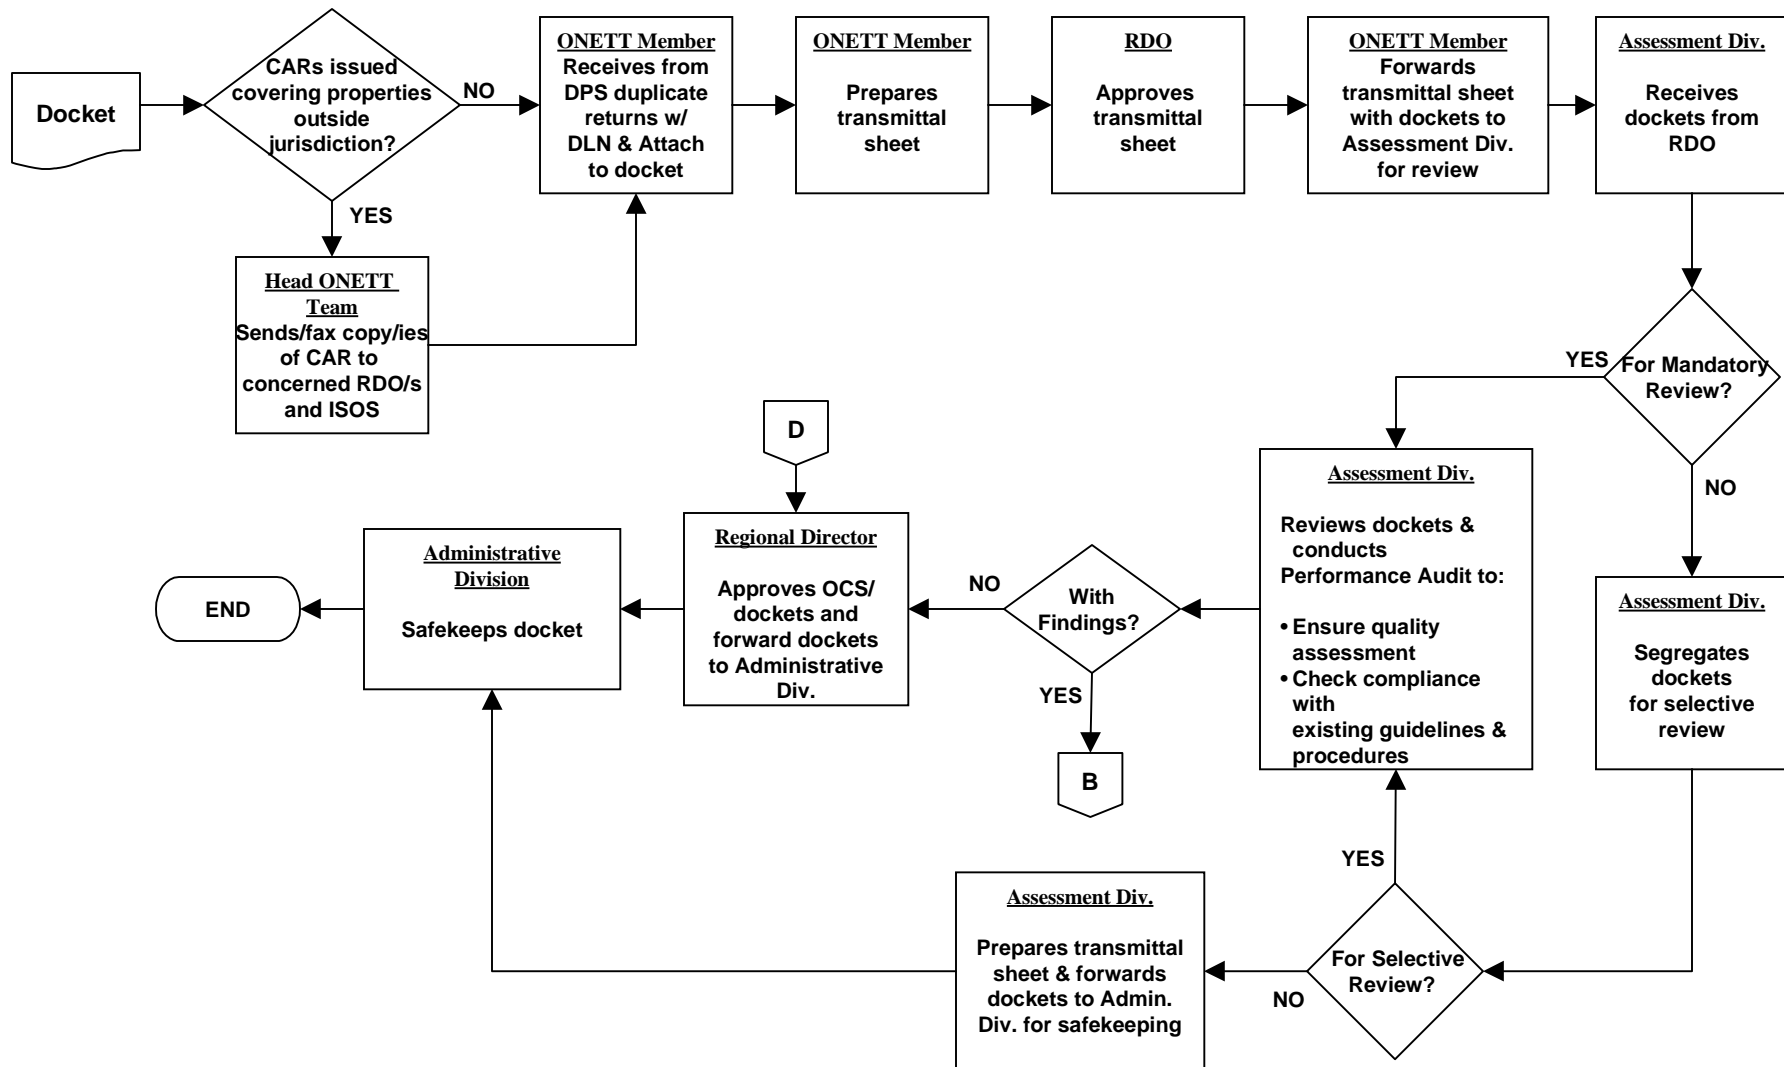 Docket
CARs issued
covering properties
outside
jurisdiction?
NO
YES
ONETT Member
Receives from
DPS duplicate
returns w/
DLN & Attach
to docket
ONETT Member
Prepares
transmittal
sheet
RDO
Approves
transmittal
sheet
ONETT Member
Forwards
transmittal sheet
with dockets to
Assessment Div.
for review
Assessment Div.
Receives
dockets from
RDO
Head ONETT
Team
Sends/fax copy/ies
of CAR to
concerned RDO/s
and ISOS
For Mandatory
Review?
YES
NO
D
Assessment Div.
Reviews dockets &
conducts
Performance Audit to:
• Ensure quality
assessment
• Check compliance
with
existing guidelines &
procedures
Assessment Div.
Segregates
dockets
for selective
review
With
Findings?
NO
YES
B
Regional Director
Approves OCS/
dockets and
forward dockets
to Administrative
Div.
Administrative
Division
Safekeeps docket
END
For Selective
Review?
YES
NO
Assessment Div.
Prepares transmittal
sheet & forwards
dockets to Admin.
Div. for safekeeping